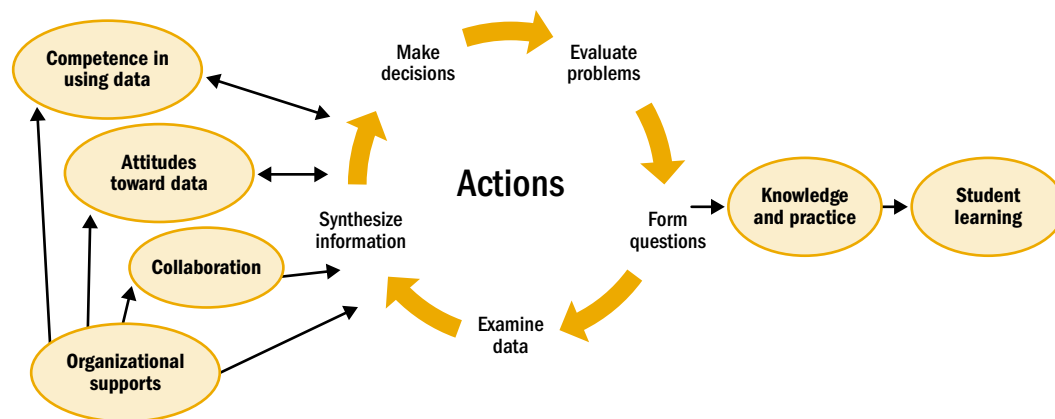 Competence in
using data
Attitudes
toward data
Collaboration
Organizational
supports
Make
decisions
Evaluate
problems
Actions
Synthesize
information
Form
questions
Examine
data
Knowledge
and practice
Student
learning